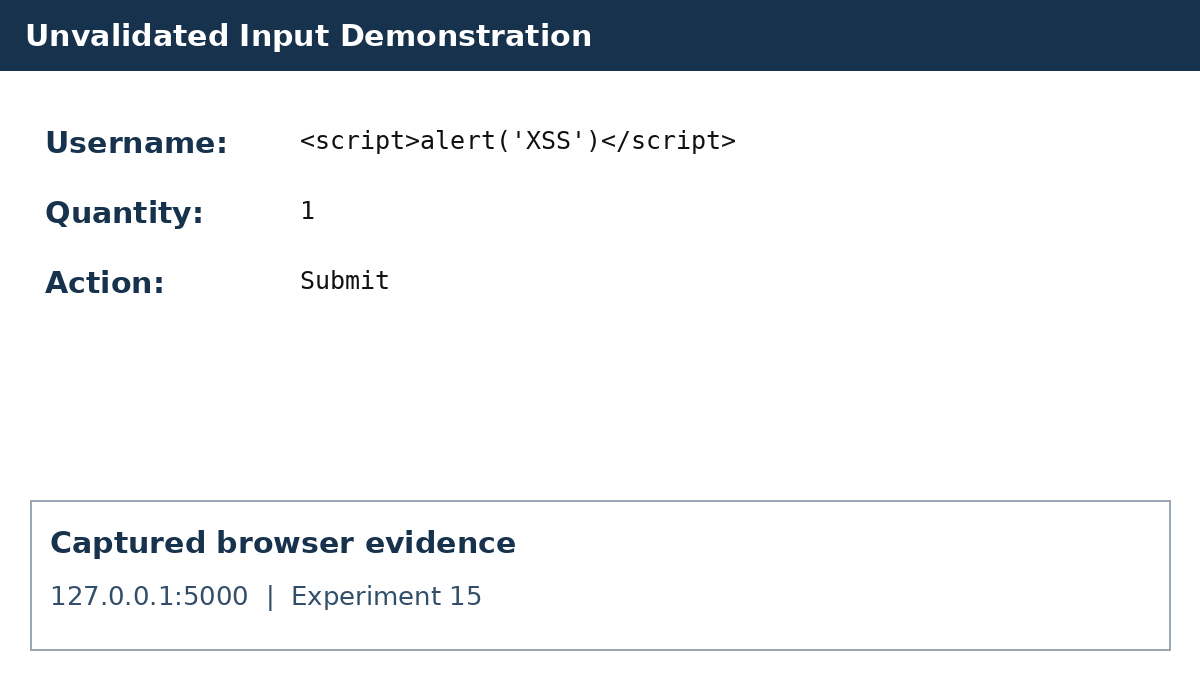 Unvalidated Input Demonstration
Username: <script>alert('XSS')</script>
Quantity: 1
Action: Submit
Captured browser evidence
127.0.0.1:5000 | Experiment 15